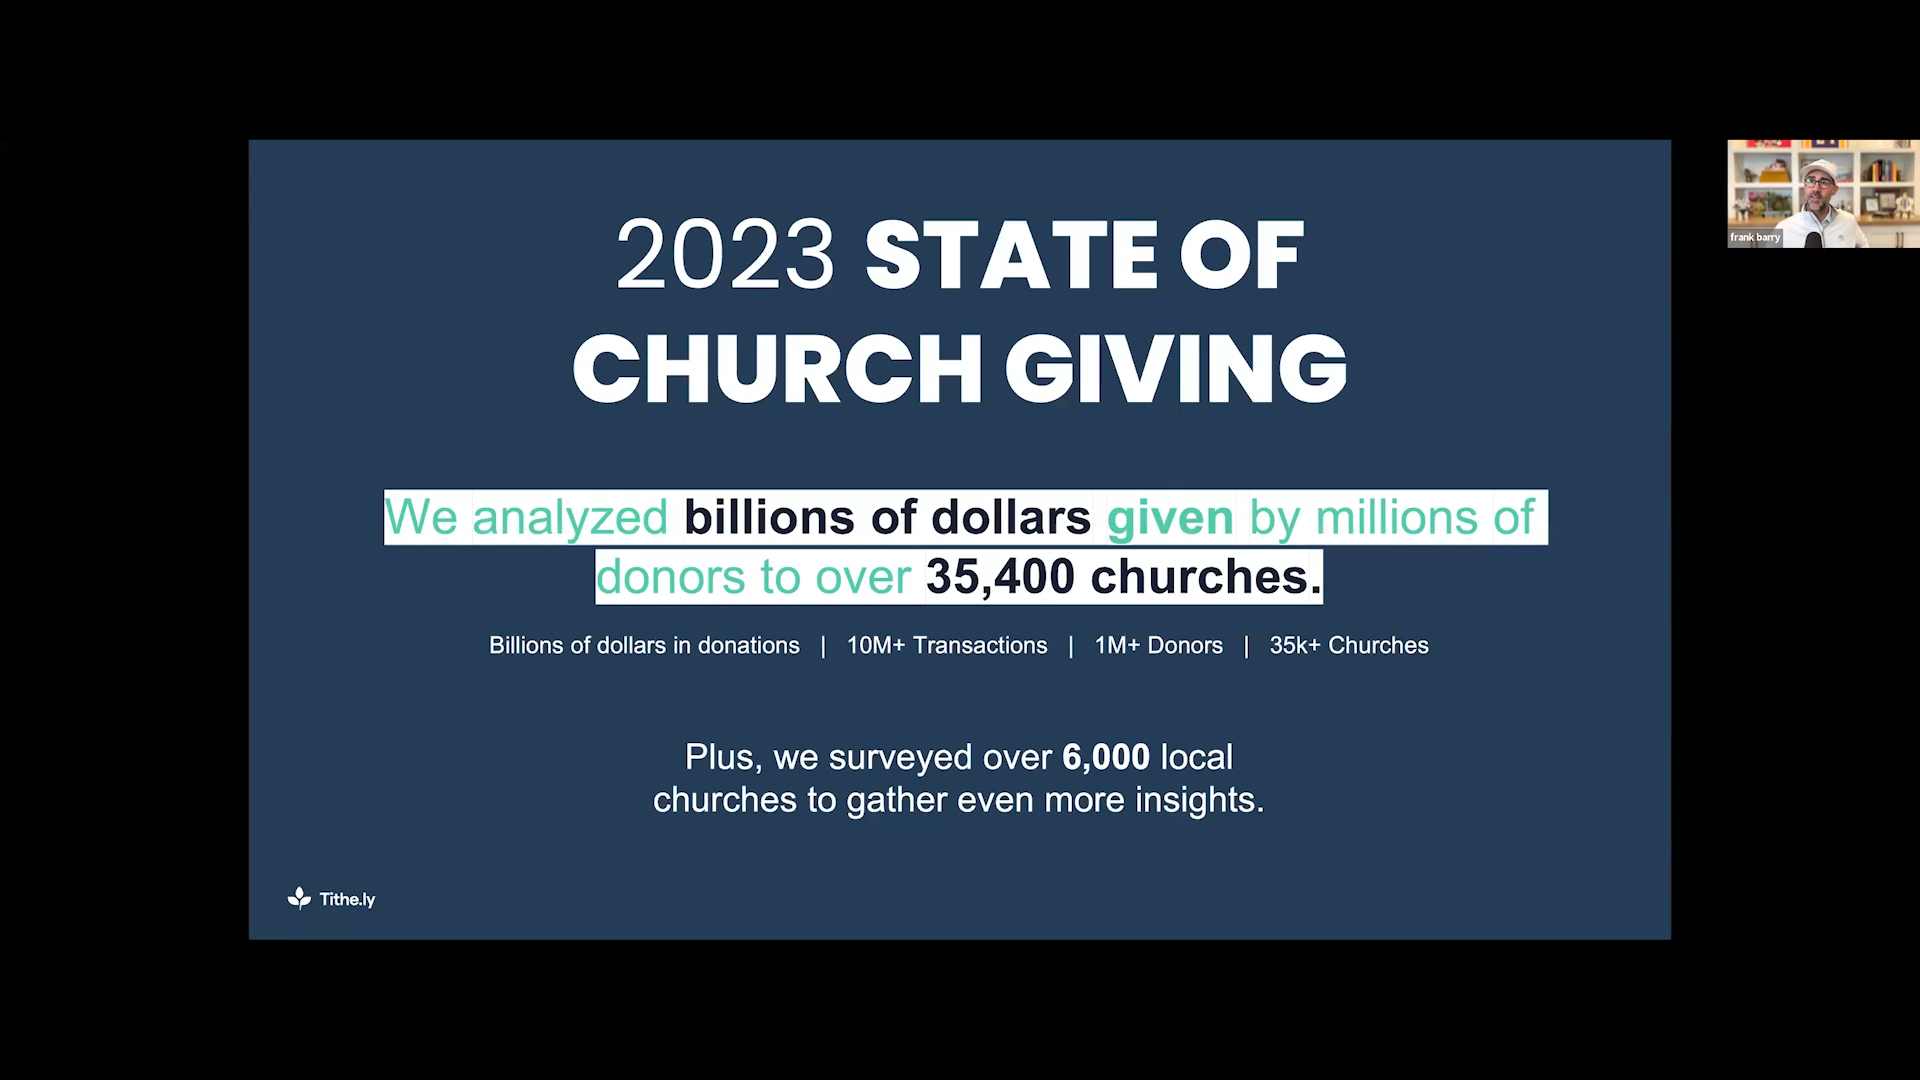 2023 STATE OF
CHURCH GIVING
We analyzed billions of dollars given by millions of
donors to over 35,400 churches.
Billions of dollars in donations | 10M+ Transactions | 1M+ Donors | 35k+ Churches
Plus, we surveyed over 6,000 local
churches to gather even more insights.
Tithe.ly
frank barry